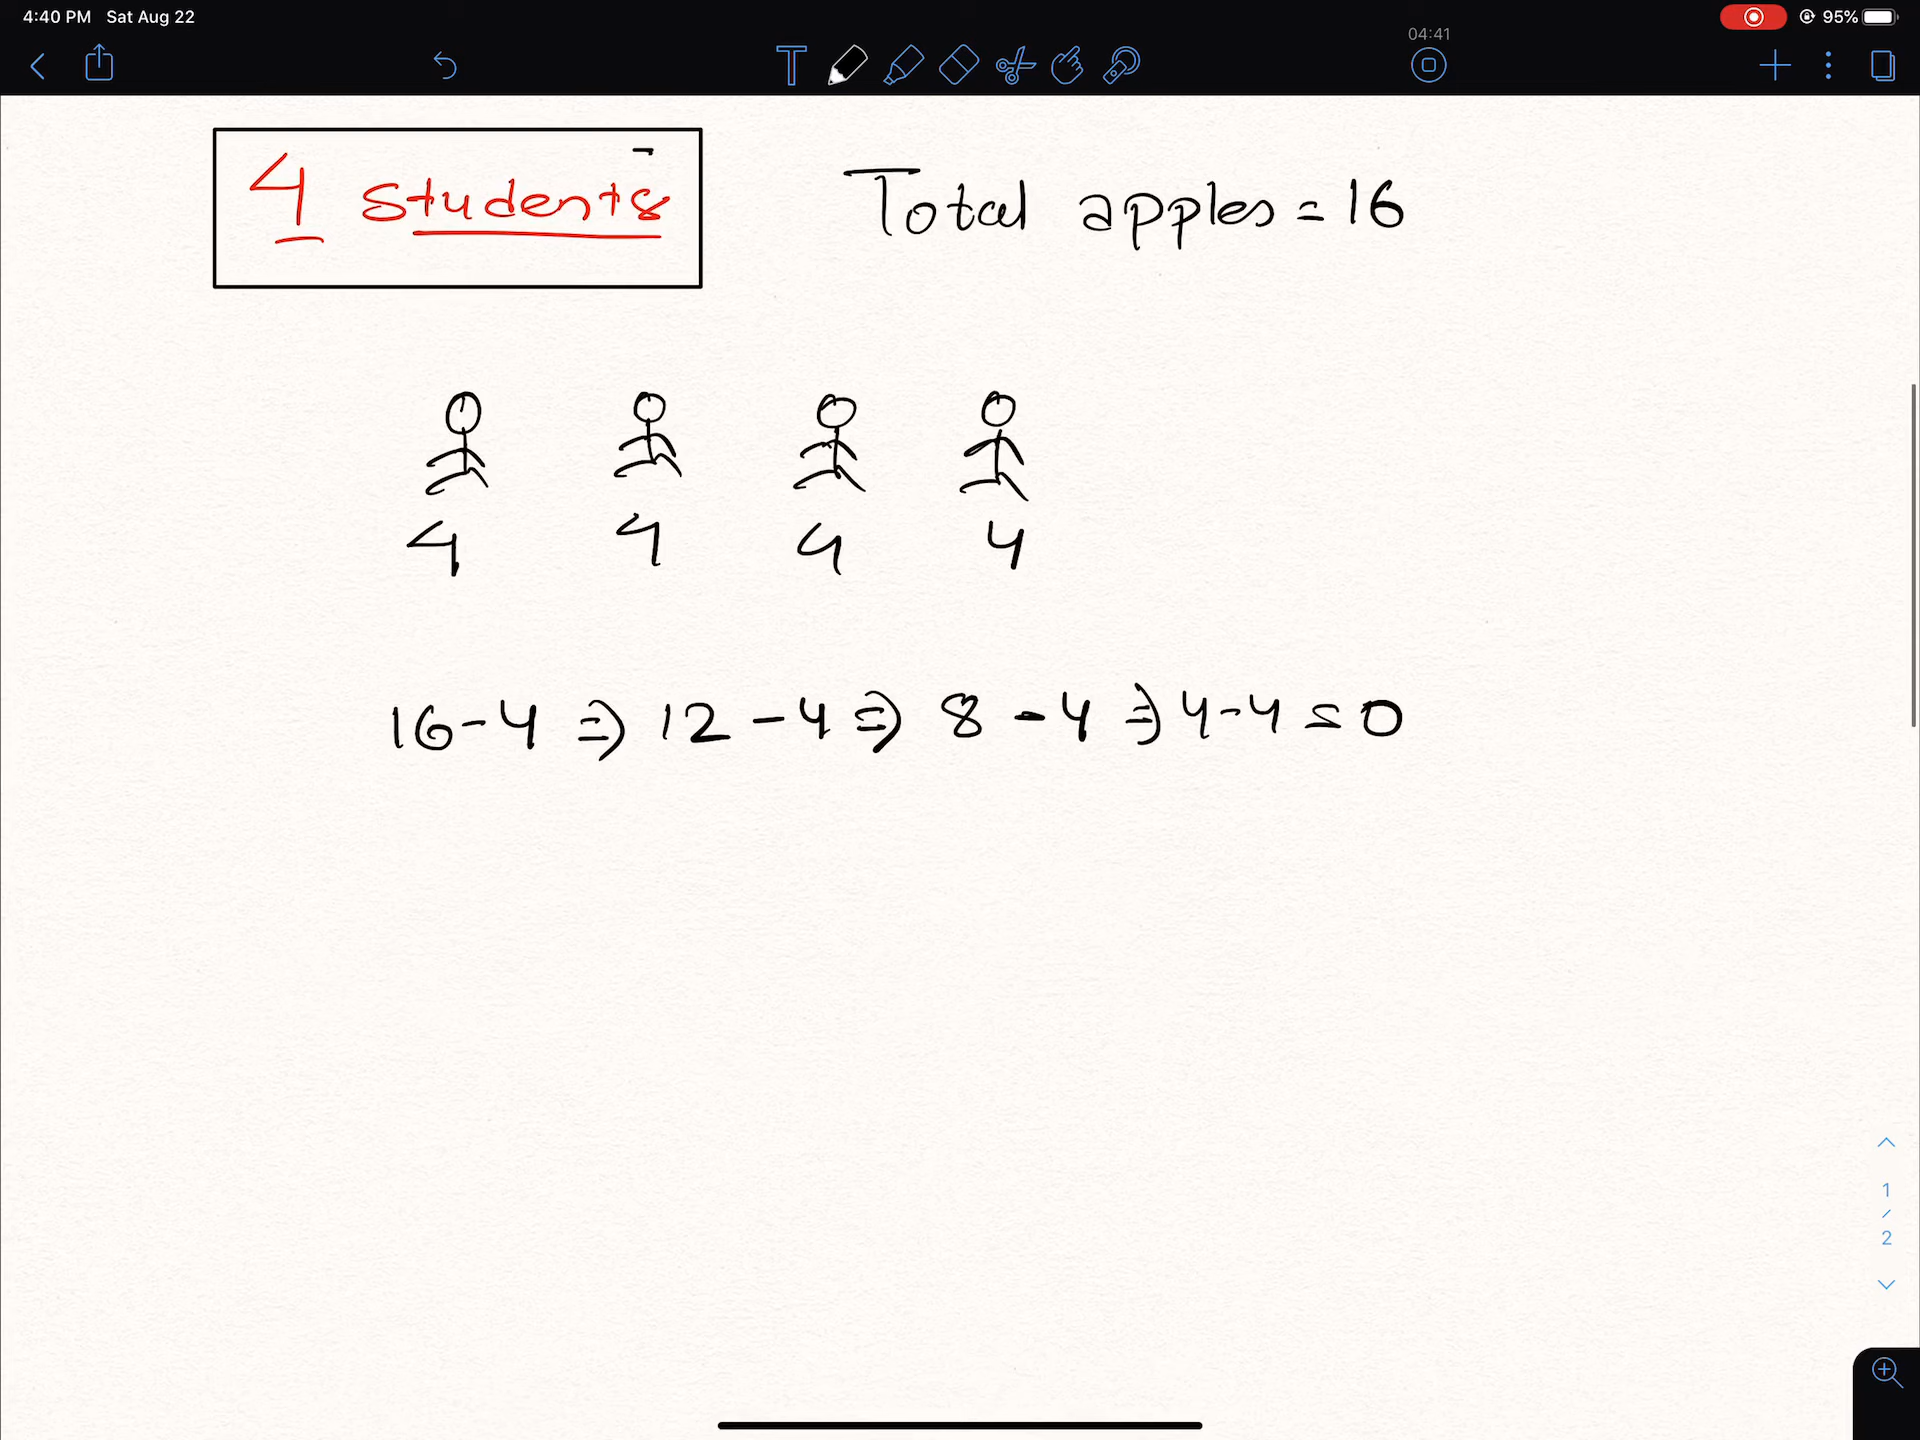 4:40 PM Sat Aug 22
95%
04:41
4 students
Total apples = 16
4 4 4 4
16 - 4 ⇒ 12 - 4 ⇒ 8 - 4 ⇒ 4 - 4 = 0
1
/
2